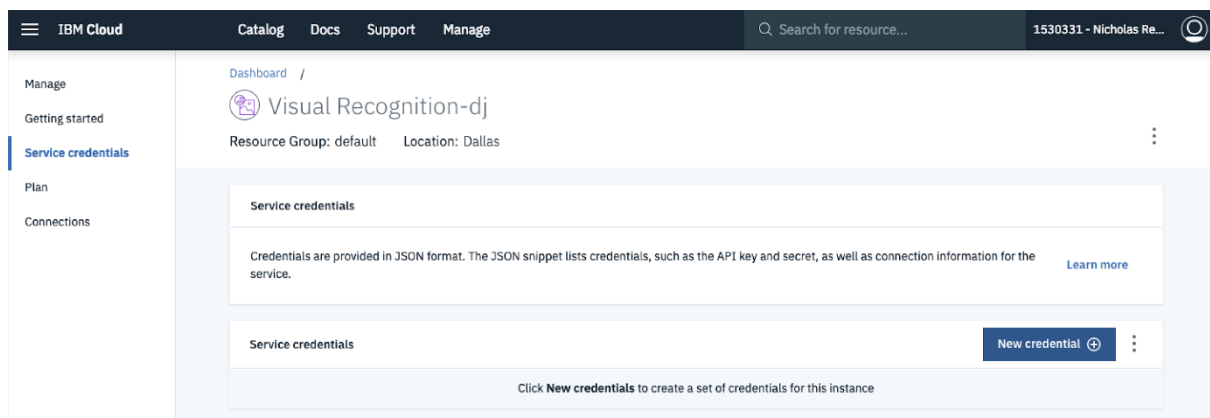 IBM Cloud
Catalog Docs Support Manage
Search for resource...
1530331 - Nicholas Re...
Manage
Getting started
Service credentials
Plan
Connections
Dashboard /
Visual Recognition-dj
Resource Group: default Location: Dallas
Service credentials
Credentials are provided in JSON format. The JSON snippet lists credentials, such as the API key and secret, as well as connection information for the
service.
Learn more
Service credentials
New credential
Click New credentials to create a set of credentials for this instance